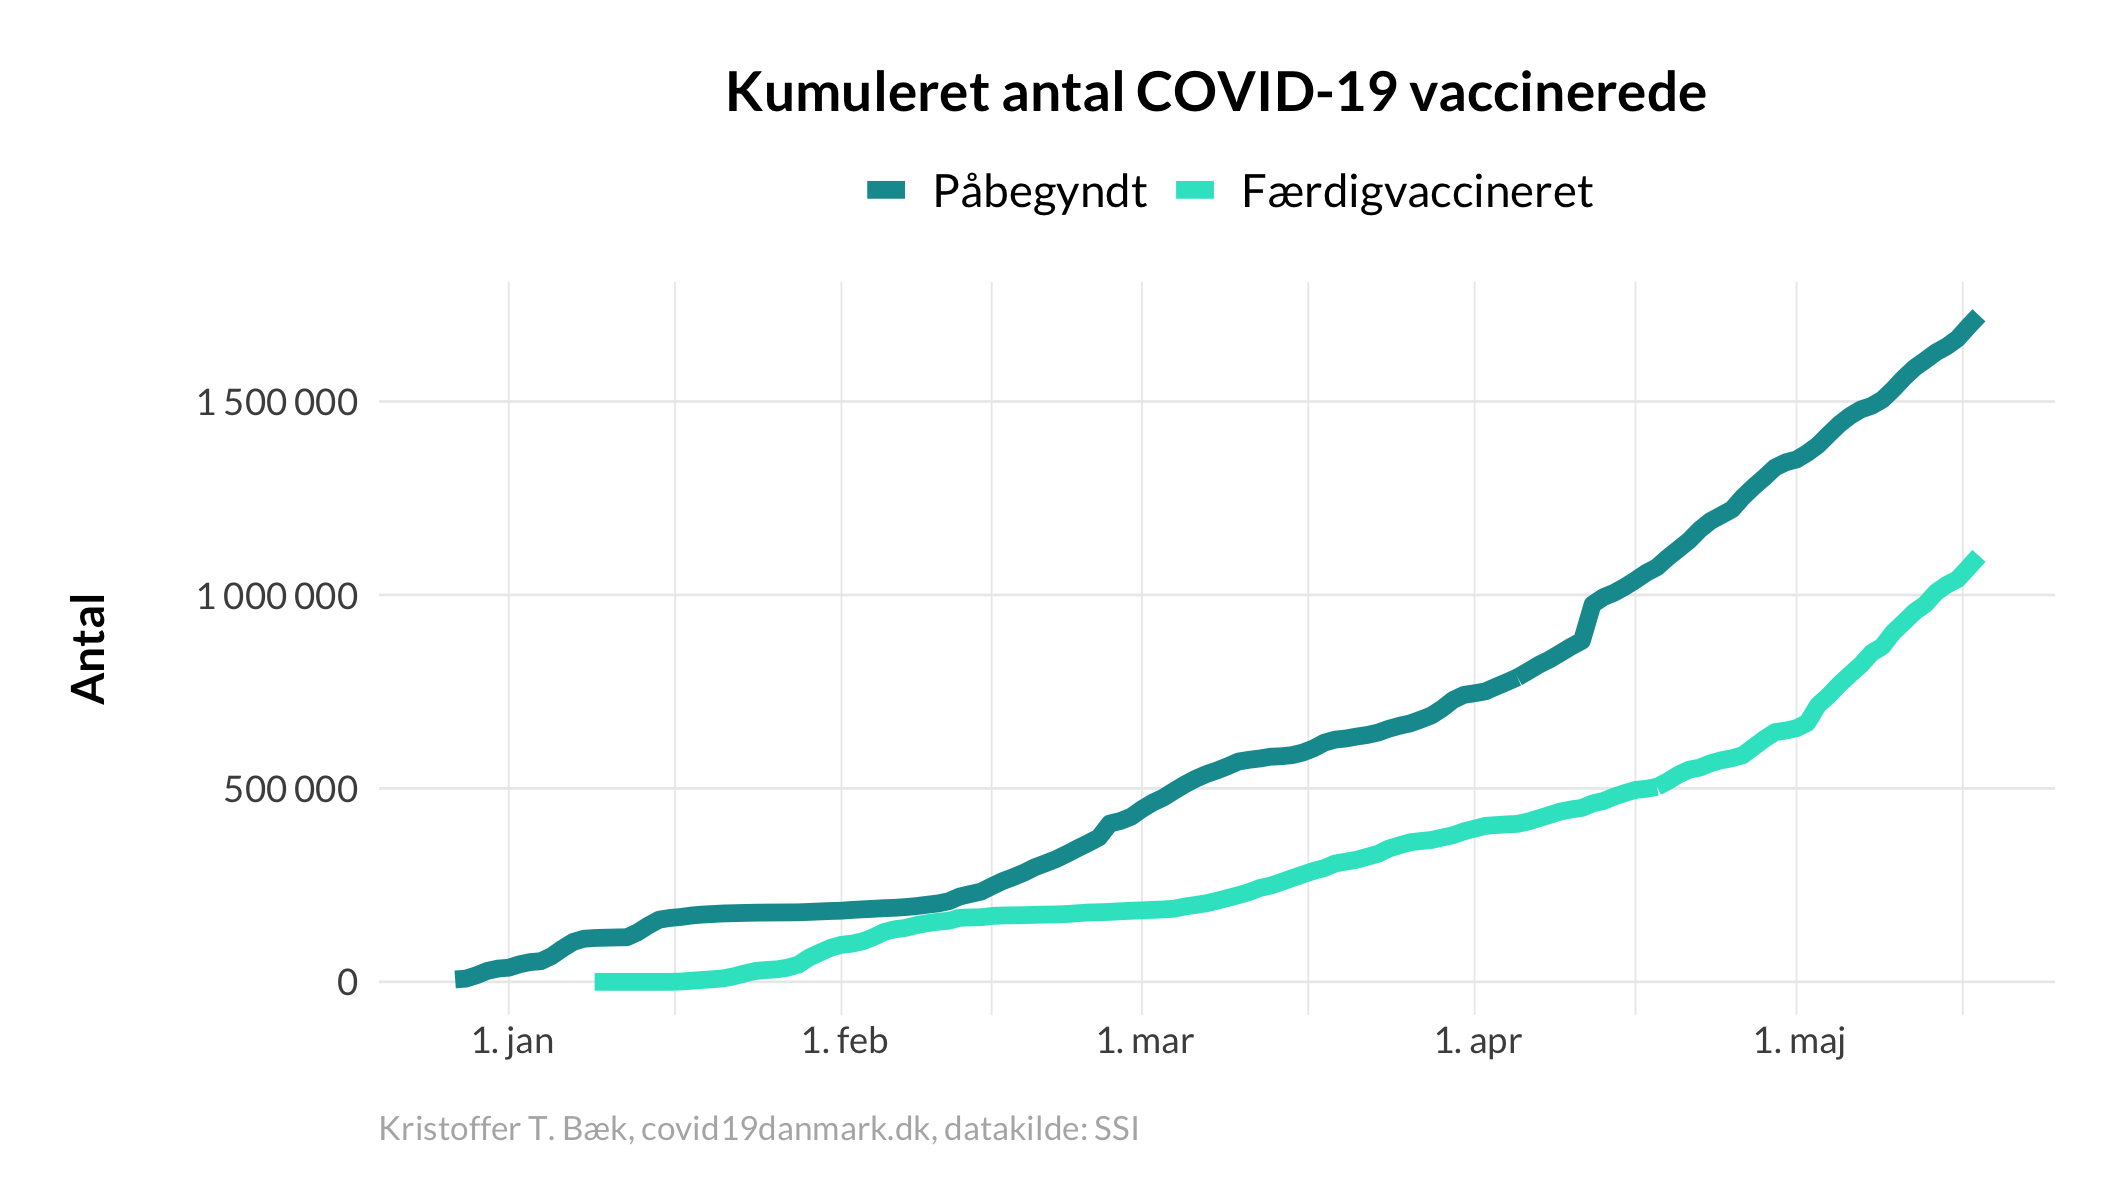 Kumuleret antal COVID-19 vaccinerede
Påbegyndt Færdigvaccineret
Antal
1 500 000
1 000 000
500 000
0
1. jan 1. feb 1. mar 1. apr 1. maj
Kristoffer T. Bæk, covid19danmark.dk, datakilde: SSI